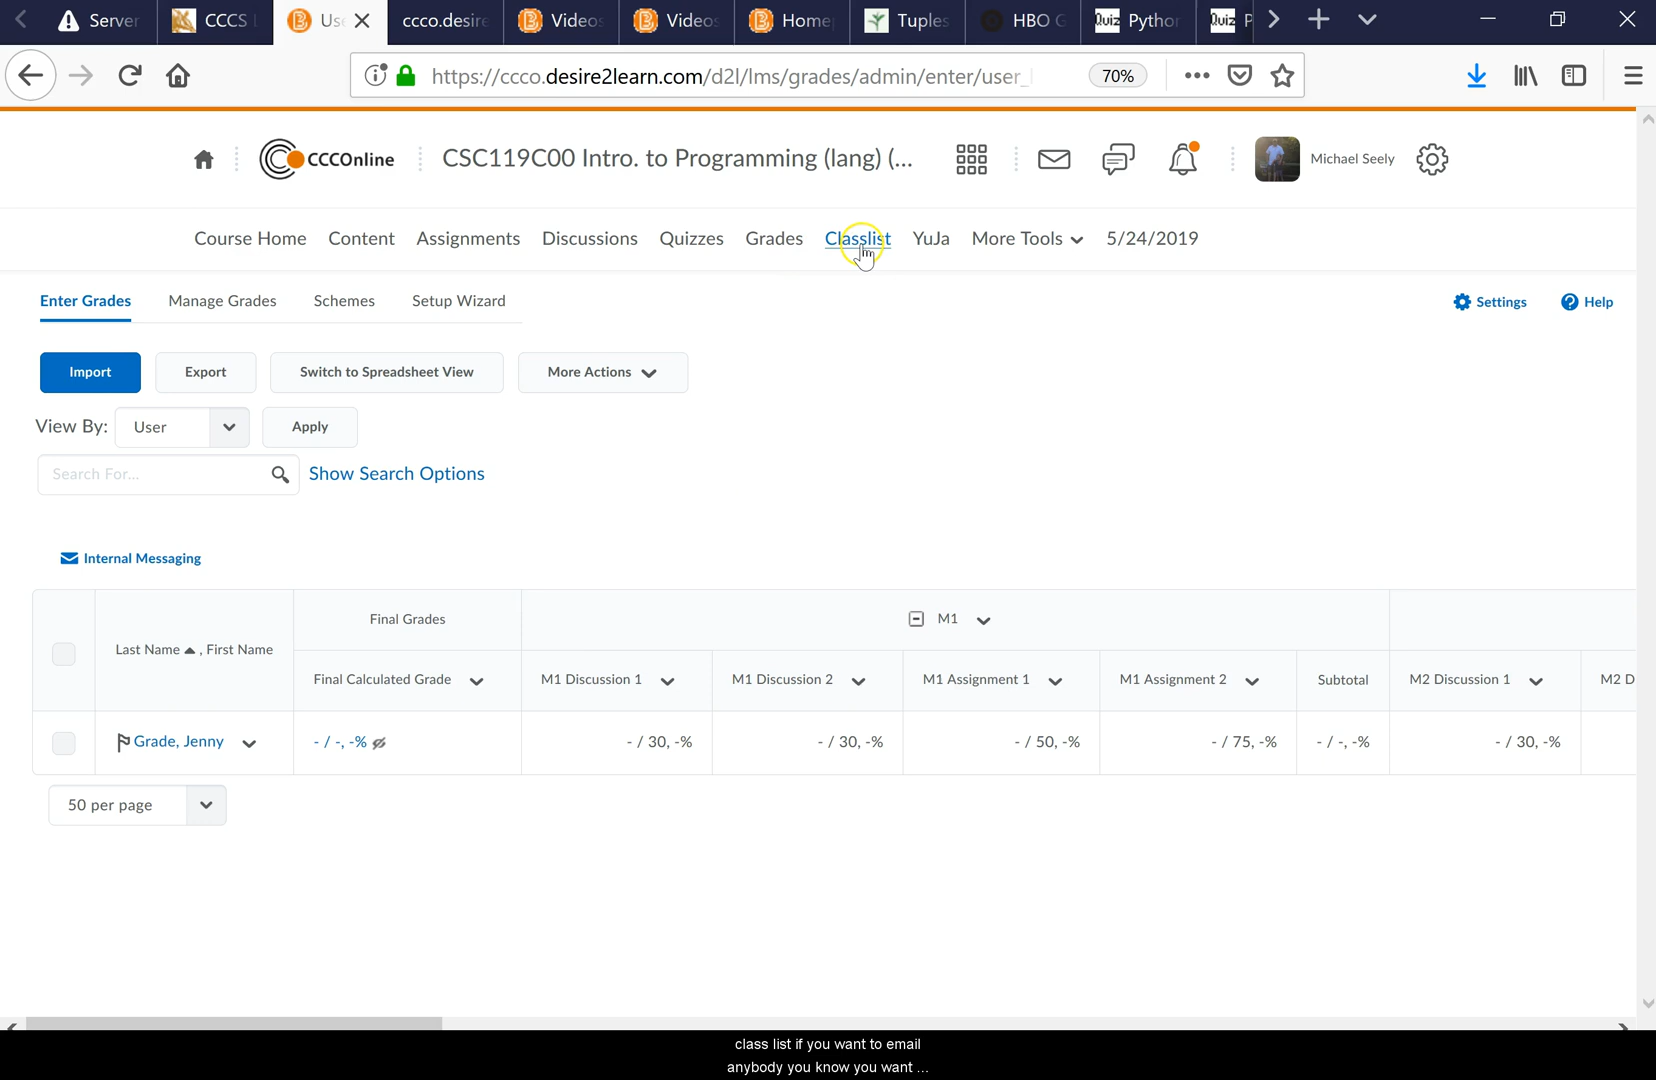 Server
CCCS L
Use
ccco.desire
Videos
Videos
Home
Tuples
HBO G
Quiz Python
Quiz P
https://ccco.desire2learn.com/d2l/lms/grades/admin/enter/user_
70%
CCCOnline
CSC119C00 Intro. to Programming (lang) (...
Michael Seely
Course Home
Content
Assignments
Discussions
Quizzes
Grades
Classlist
YuJa
More Tools
5/24/2019
Enter Grades
Manage Grades
Schemes
Setup Wizard
Settings
Help
Import
Export
Switch to Spreadsheet View
More Actions
View By:
User
Apply
Search For...
Show Search Options
Internal Messaging
Last Name , First Name
Final Grades
M1
Final Calculated Grade
M1 Discussion 1
M1 Discussion 2
M1 Assignment 1
M1 Assignment 2
Subtotal
M2 Discussion 1
M2 D
Grade, Jenny
- / -, -%
- / 30, -%
- / 30, -%
- / 50, -%
- / 75, -%
- / -, -%
- / 30, -%
50 per page
class list if you want to email
anybody you know you want ...